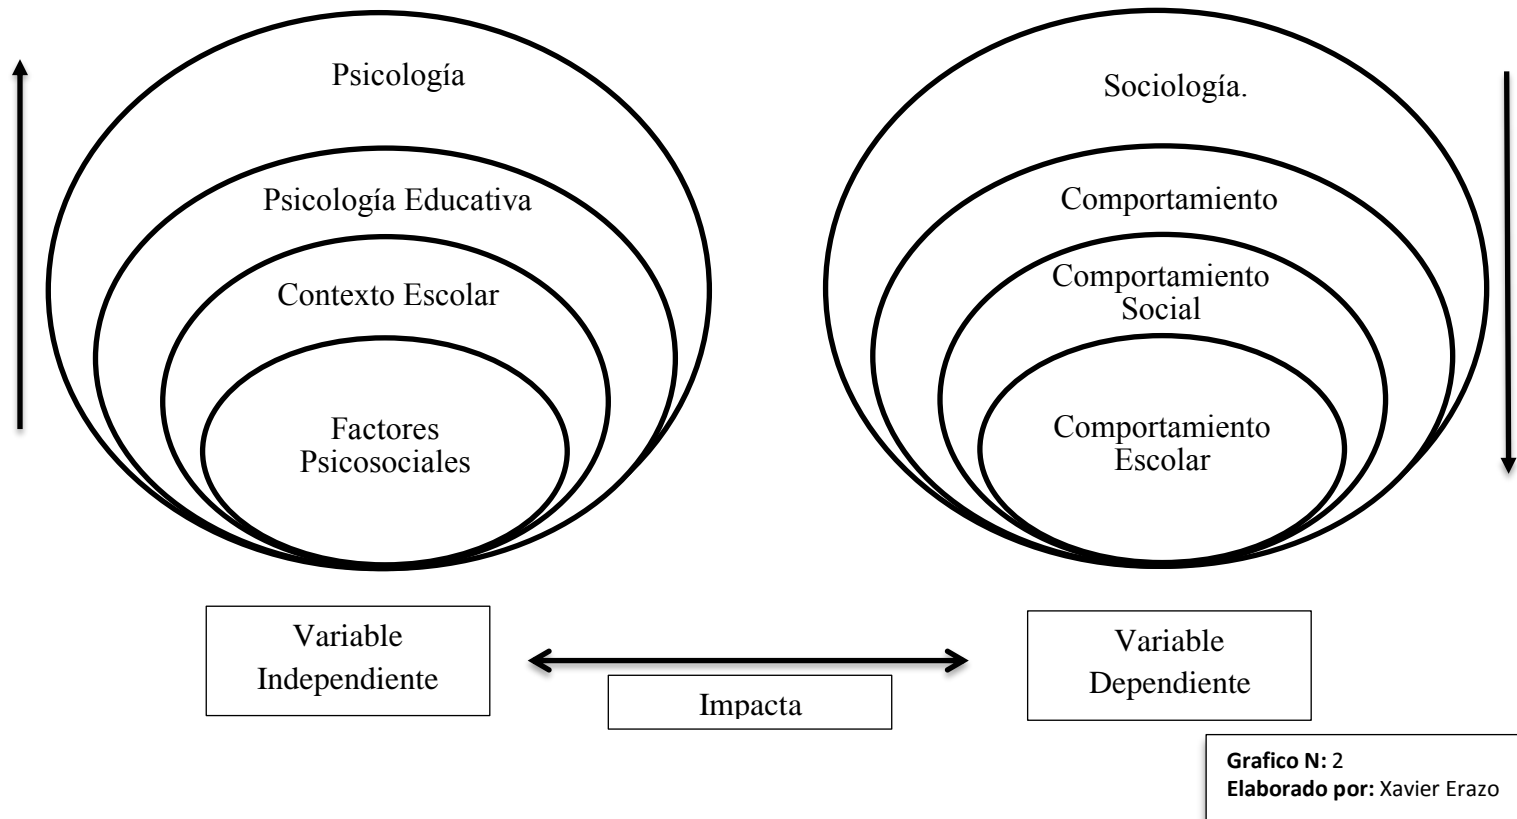 Psicología
Psicología Educativa
Contexto Escolar
Factores
Psicosociales
Sociología.
Comportamiento
Comportamiento
Social
Comportamiento
Escolar
Variable
Independiente
Impacta
Variable
Dependiente
Grafico N: 2
Elaborado por: Xavier Erazo